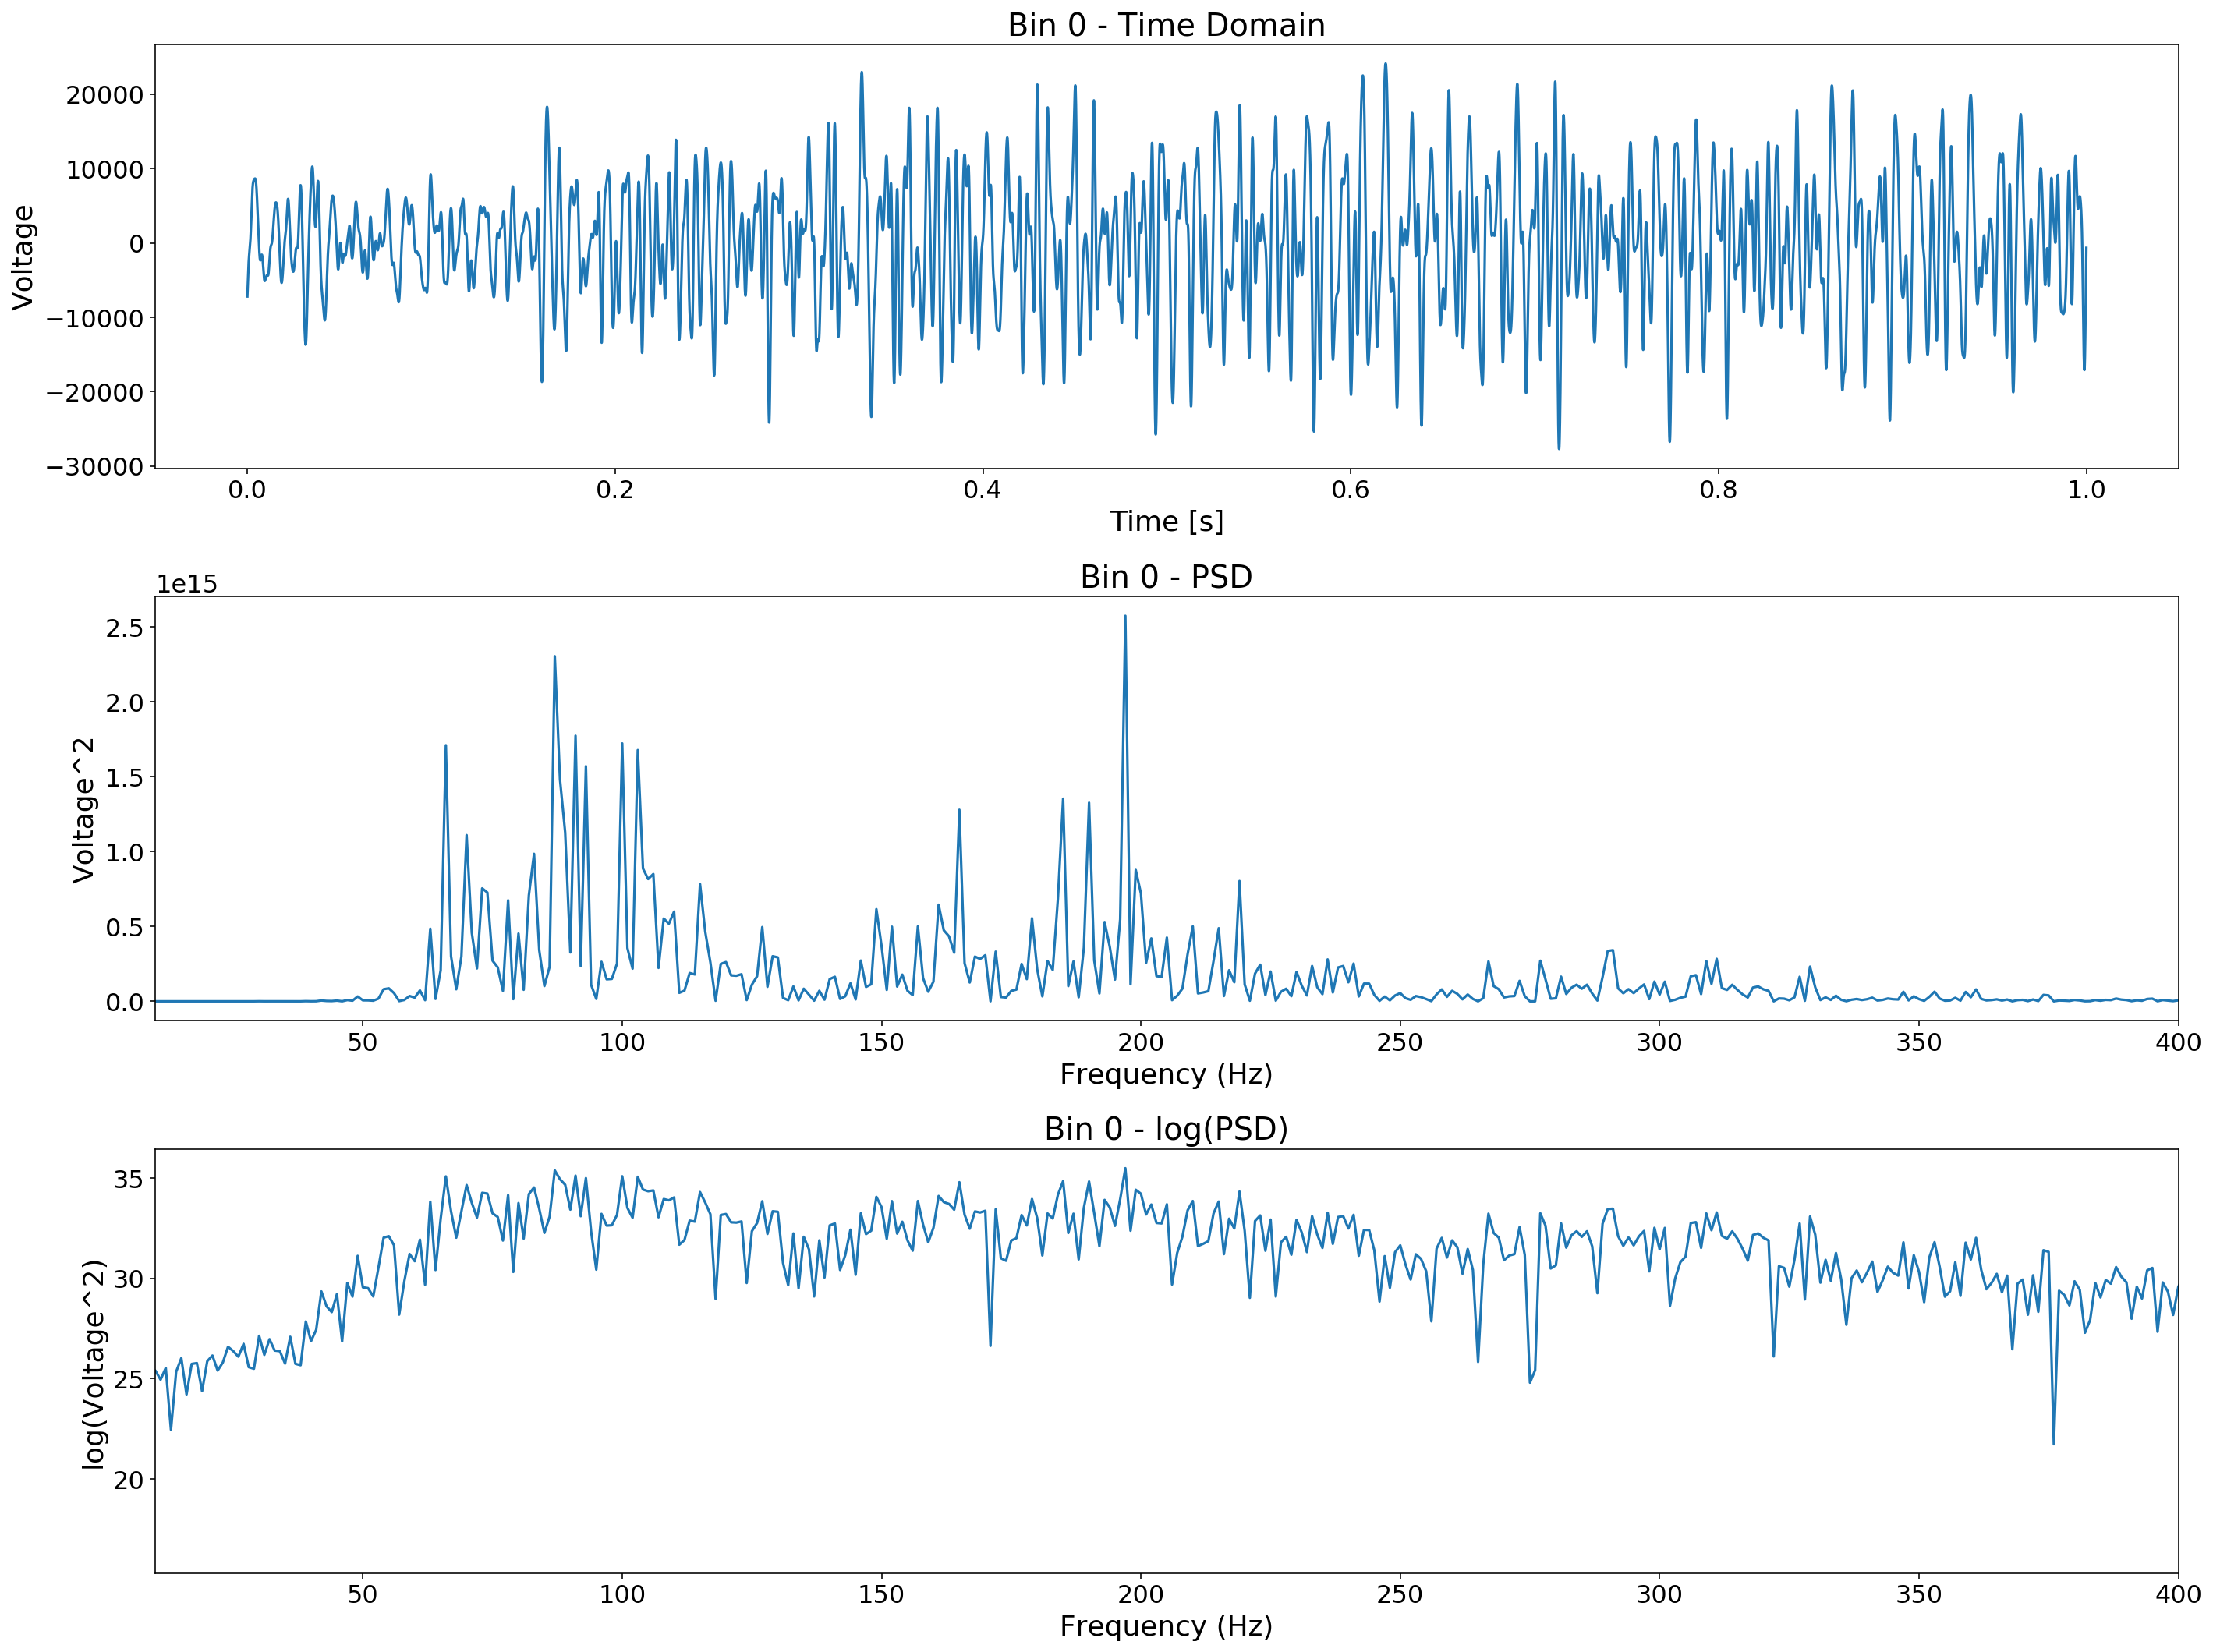 Bin 0 - Time Domain
Voltage
20000
10000
0
−10000
−20000
−30000
0.0 0.2 0.4 0.6 0.8 1.0
Time [s]
Bin 0 - PSD
1e15
Voltage^2
2.5
2.0
1.5
1.0
0.5
0.0
50 100 150 200 250 300 350 400
Frequency (Hz)
Bin 0 - log(PSD)
log(Voltage^2)
35
30
25
20
50 100 150 200 250 300 350 400
Frequency (Hz)